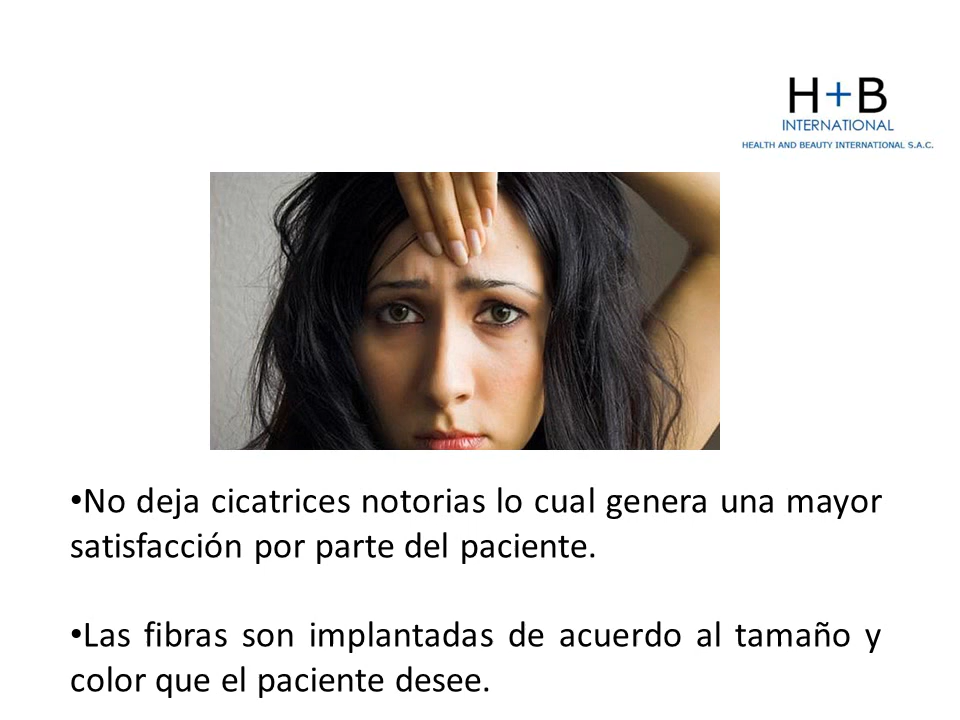 H+B
INTERNATIONAL
HEALTH AND BEAUTY INTERNATIONAL S.A.C.
•No deja cicatrices notorias lo cual genera una mayor
satisfacción por parte del paciente.
•Las fibras son implantadas de acuerdo al tamaño y
color que el paciente desee.